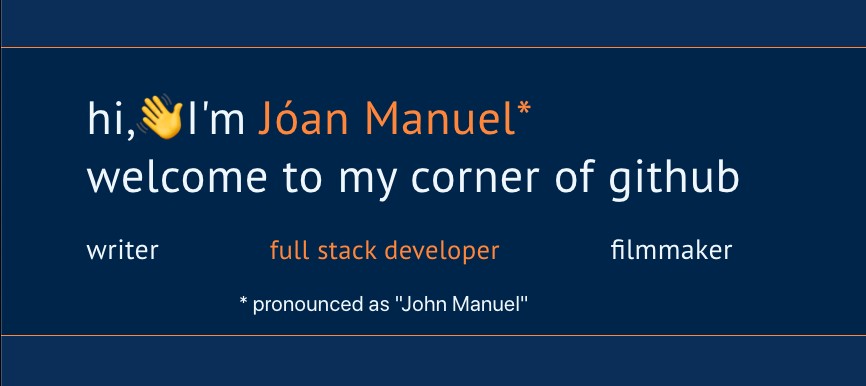 hi,👋I'm Jóan Manuel*
welcome to my corner of github
writer full stack developer filmmaker
* pronounced as "John Manuel"